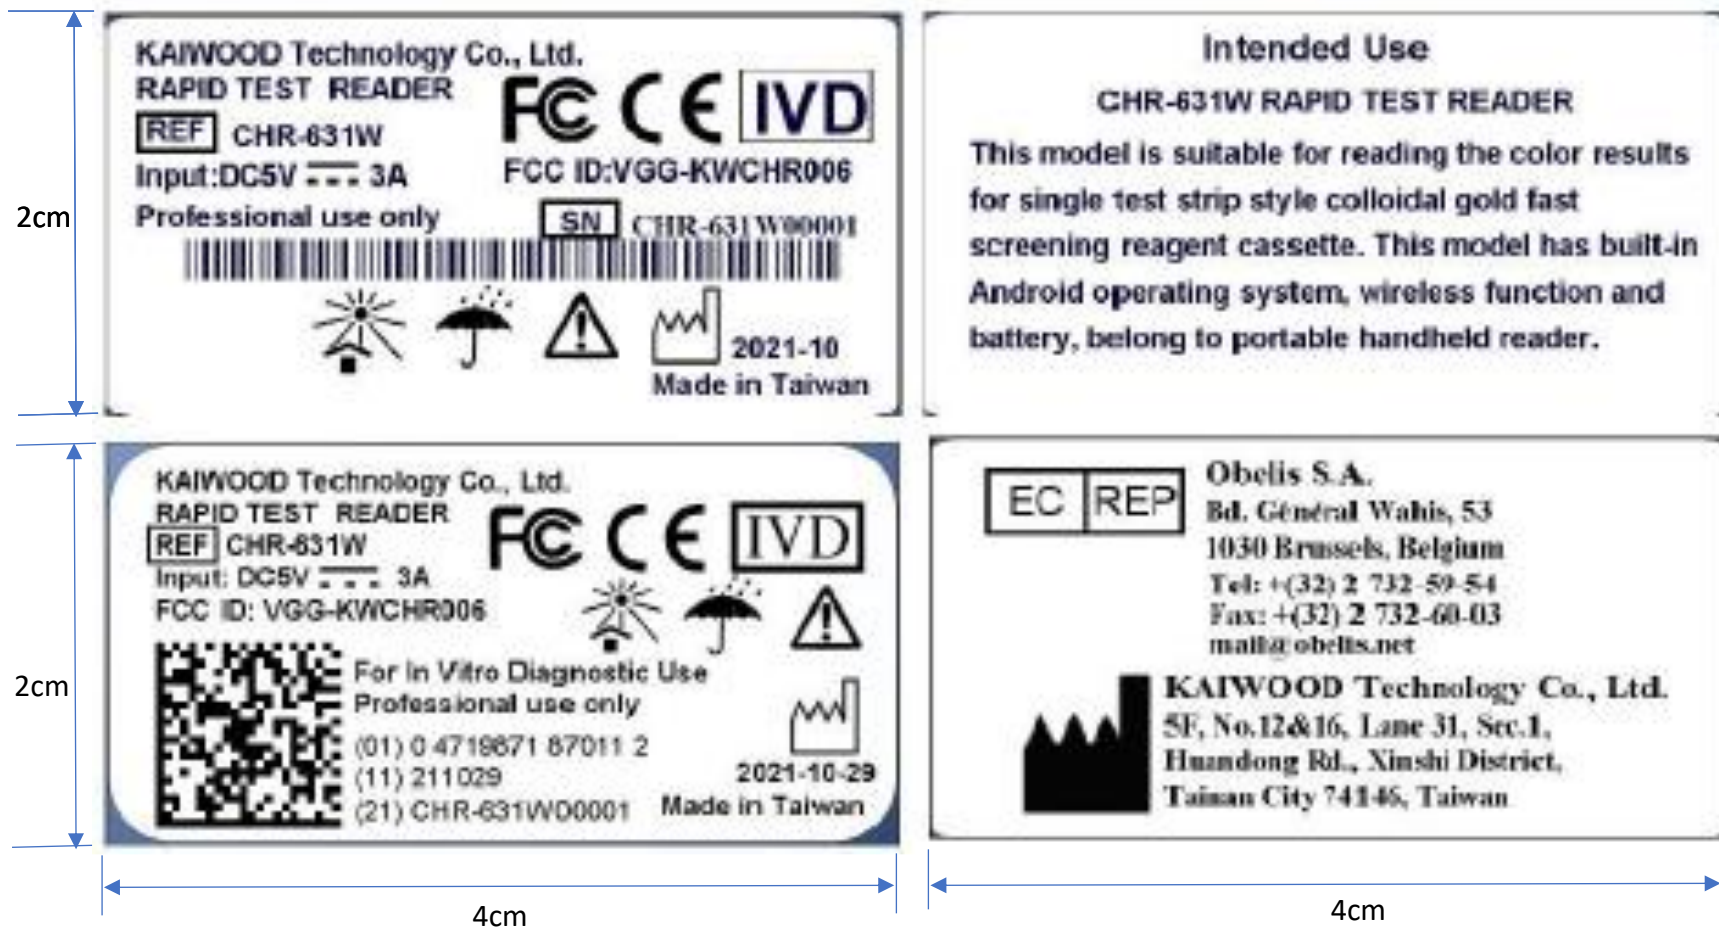 KAIWOOD Technology Co., Ltd.
RAPID TEST READER
REF CHR-631W
Input:DC5V 3A
Professional use only
FC CE IVD
FCC ID:VGG-KWCHR006
SN CHR-631W00001
2021-10
Made in Taiwan
2cm
Intended Use
CHR-631W RAPID TEST READER
This model is suitable for reading the color results
for single test strip style colloidal gold fast
screening reagent cassette. This model has built-in
Android operating system, wireless function and
battery, belong to portable handheld reader.
KAIWOOD Technology Co., Ltd.
RAPID TEST READER
REF CHR-631W
Input: DC5V 3A
FCC ID: VGG-KWCHR006
FC CE IVD
For In Vitro Diagnostic Use
Professional use only
(01) 0 4719871 87011 2
(11) 211029
(21) CHR-631W00001
2021-10-29
Made in Taiwan
2cm
4cm
EC REP
Obelis S.A.
Bd. Général Wahis, 53
1030 Brussels, Belgium
Tel: +(32) 2 732-59-54
Fax: +(32) 2 732-60-03
mail@obelis.net
KAIWOOD Technology Co., Ltd.
5F, No.12&16, Lane 31, Sec.1,
Huandong Rd., Xinshi District,
Tainan City 74146, Taiwan
4cm